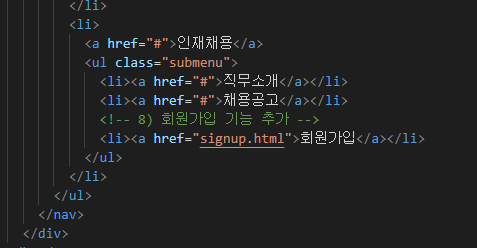 </li>
<li>
<a href="#">인재채용</a>
<ul class="submenu">
<li><a href="#">직무소개</a></li>
<li><a href="#">채용공고</a></li>
<!-- 8) 회원가입 기능 추가 -->
<li><a href="signup.html">회원가입</a></li>
</ul>
</li>
</ul>
</nav>
</div>